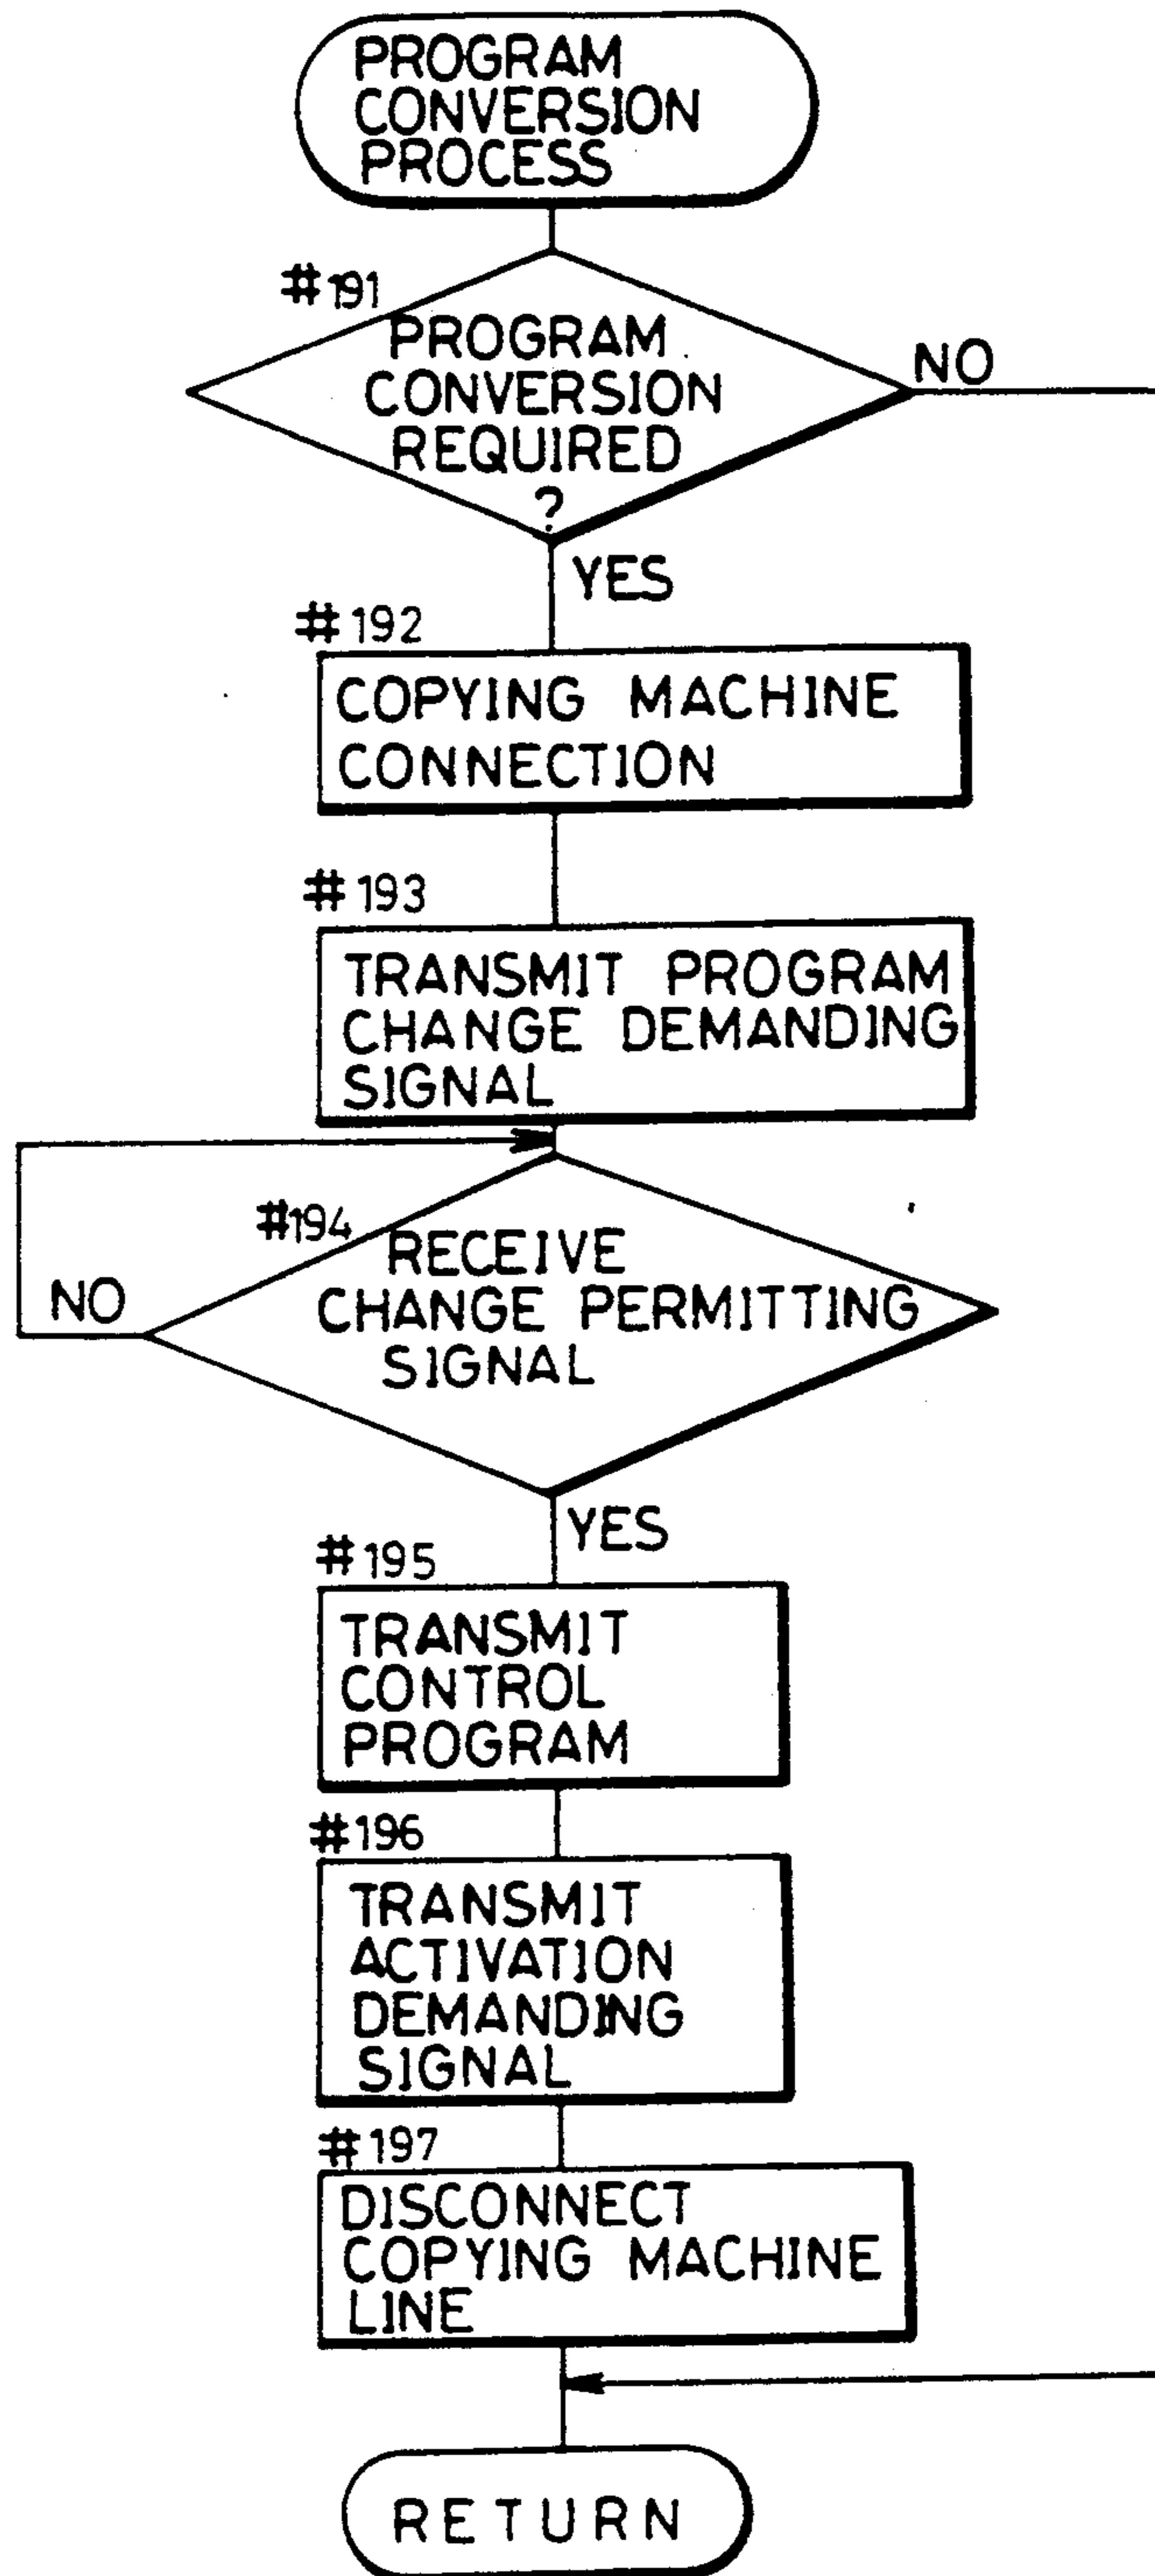 PROGRAM
CONVERSION
PROCESS
#191
PROGRAM
CONVERSION
REQUIRED
?
NO
YES
#192
COPYING MACHINE
CONNECTION
#193
TRANSMIT PROGRAM
CHANGE DEMANDING
SIGNAL
#194
RECEIVE
CHANGE PERMITTING
SIGNAL
NO
YES
#195
TRANSMIT
CONTROL
PROGRAM
#196
TRANSMIT
ACTIVATION
DEMANDING
SIGNAL
#197
DISCONNECT
COPYING MACHINE
LINE
RETURN